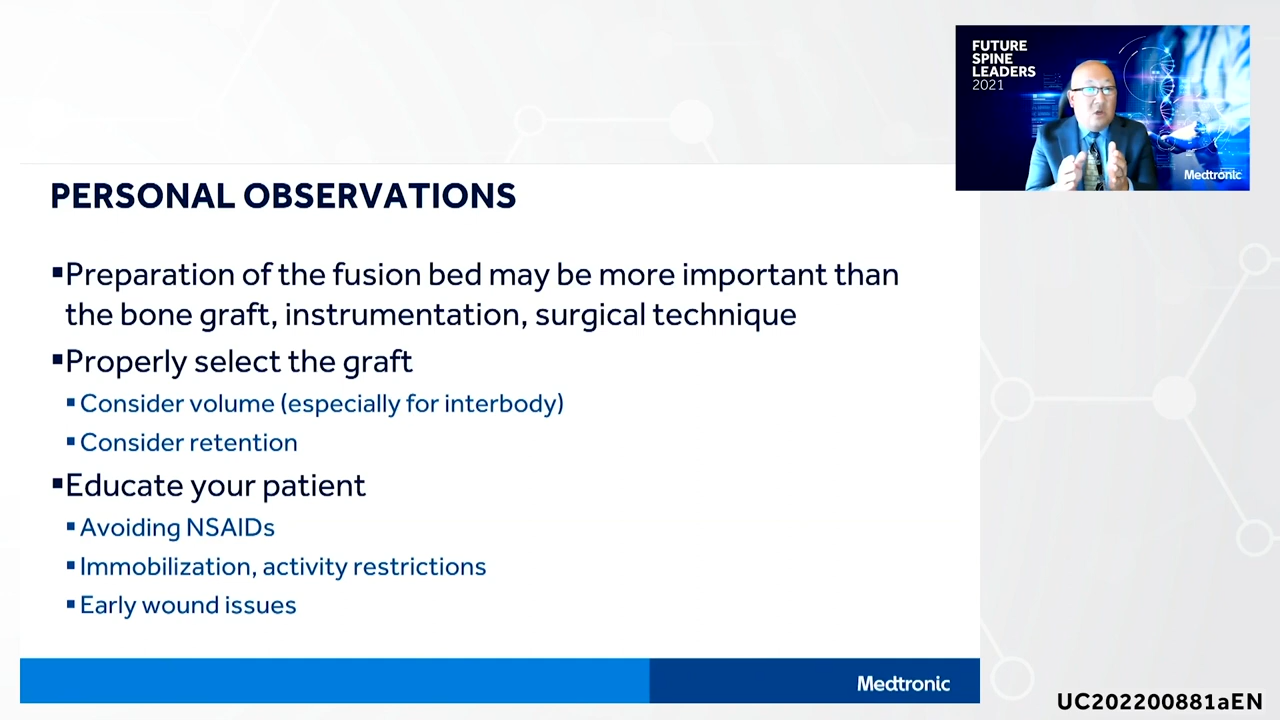 FUTURE
SPINE
LEADERS
2021
Medtronic
PERSONAL OBSERVATIONS
▪Preparation of the fusion bed may be more important than
the bone graft, instrumentation, surgical technique
▪Properly select the graft
▪Consider volume (especially for interbody)
▪Consider retention
▪Educate your patient
▪Avoiding NSAIDs
▪Immobilization, activity restrictions
▪Early wound issues
Medtronic
UC202200881aEN